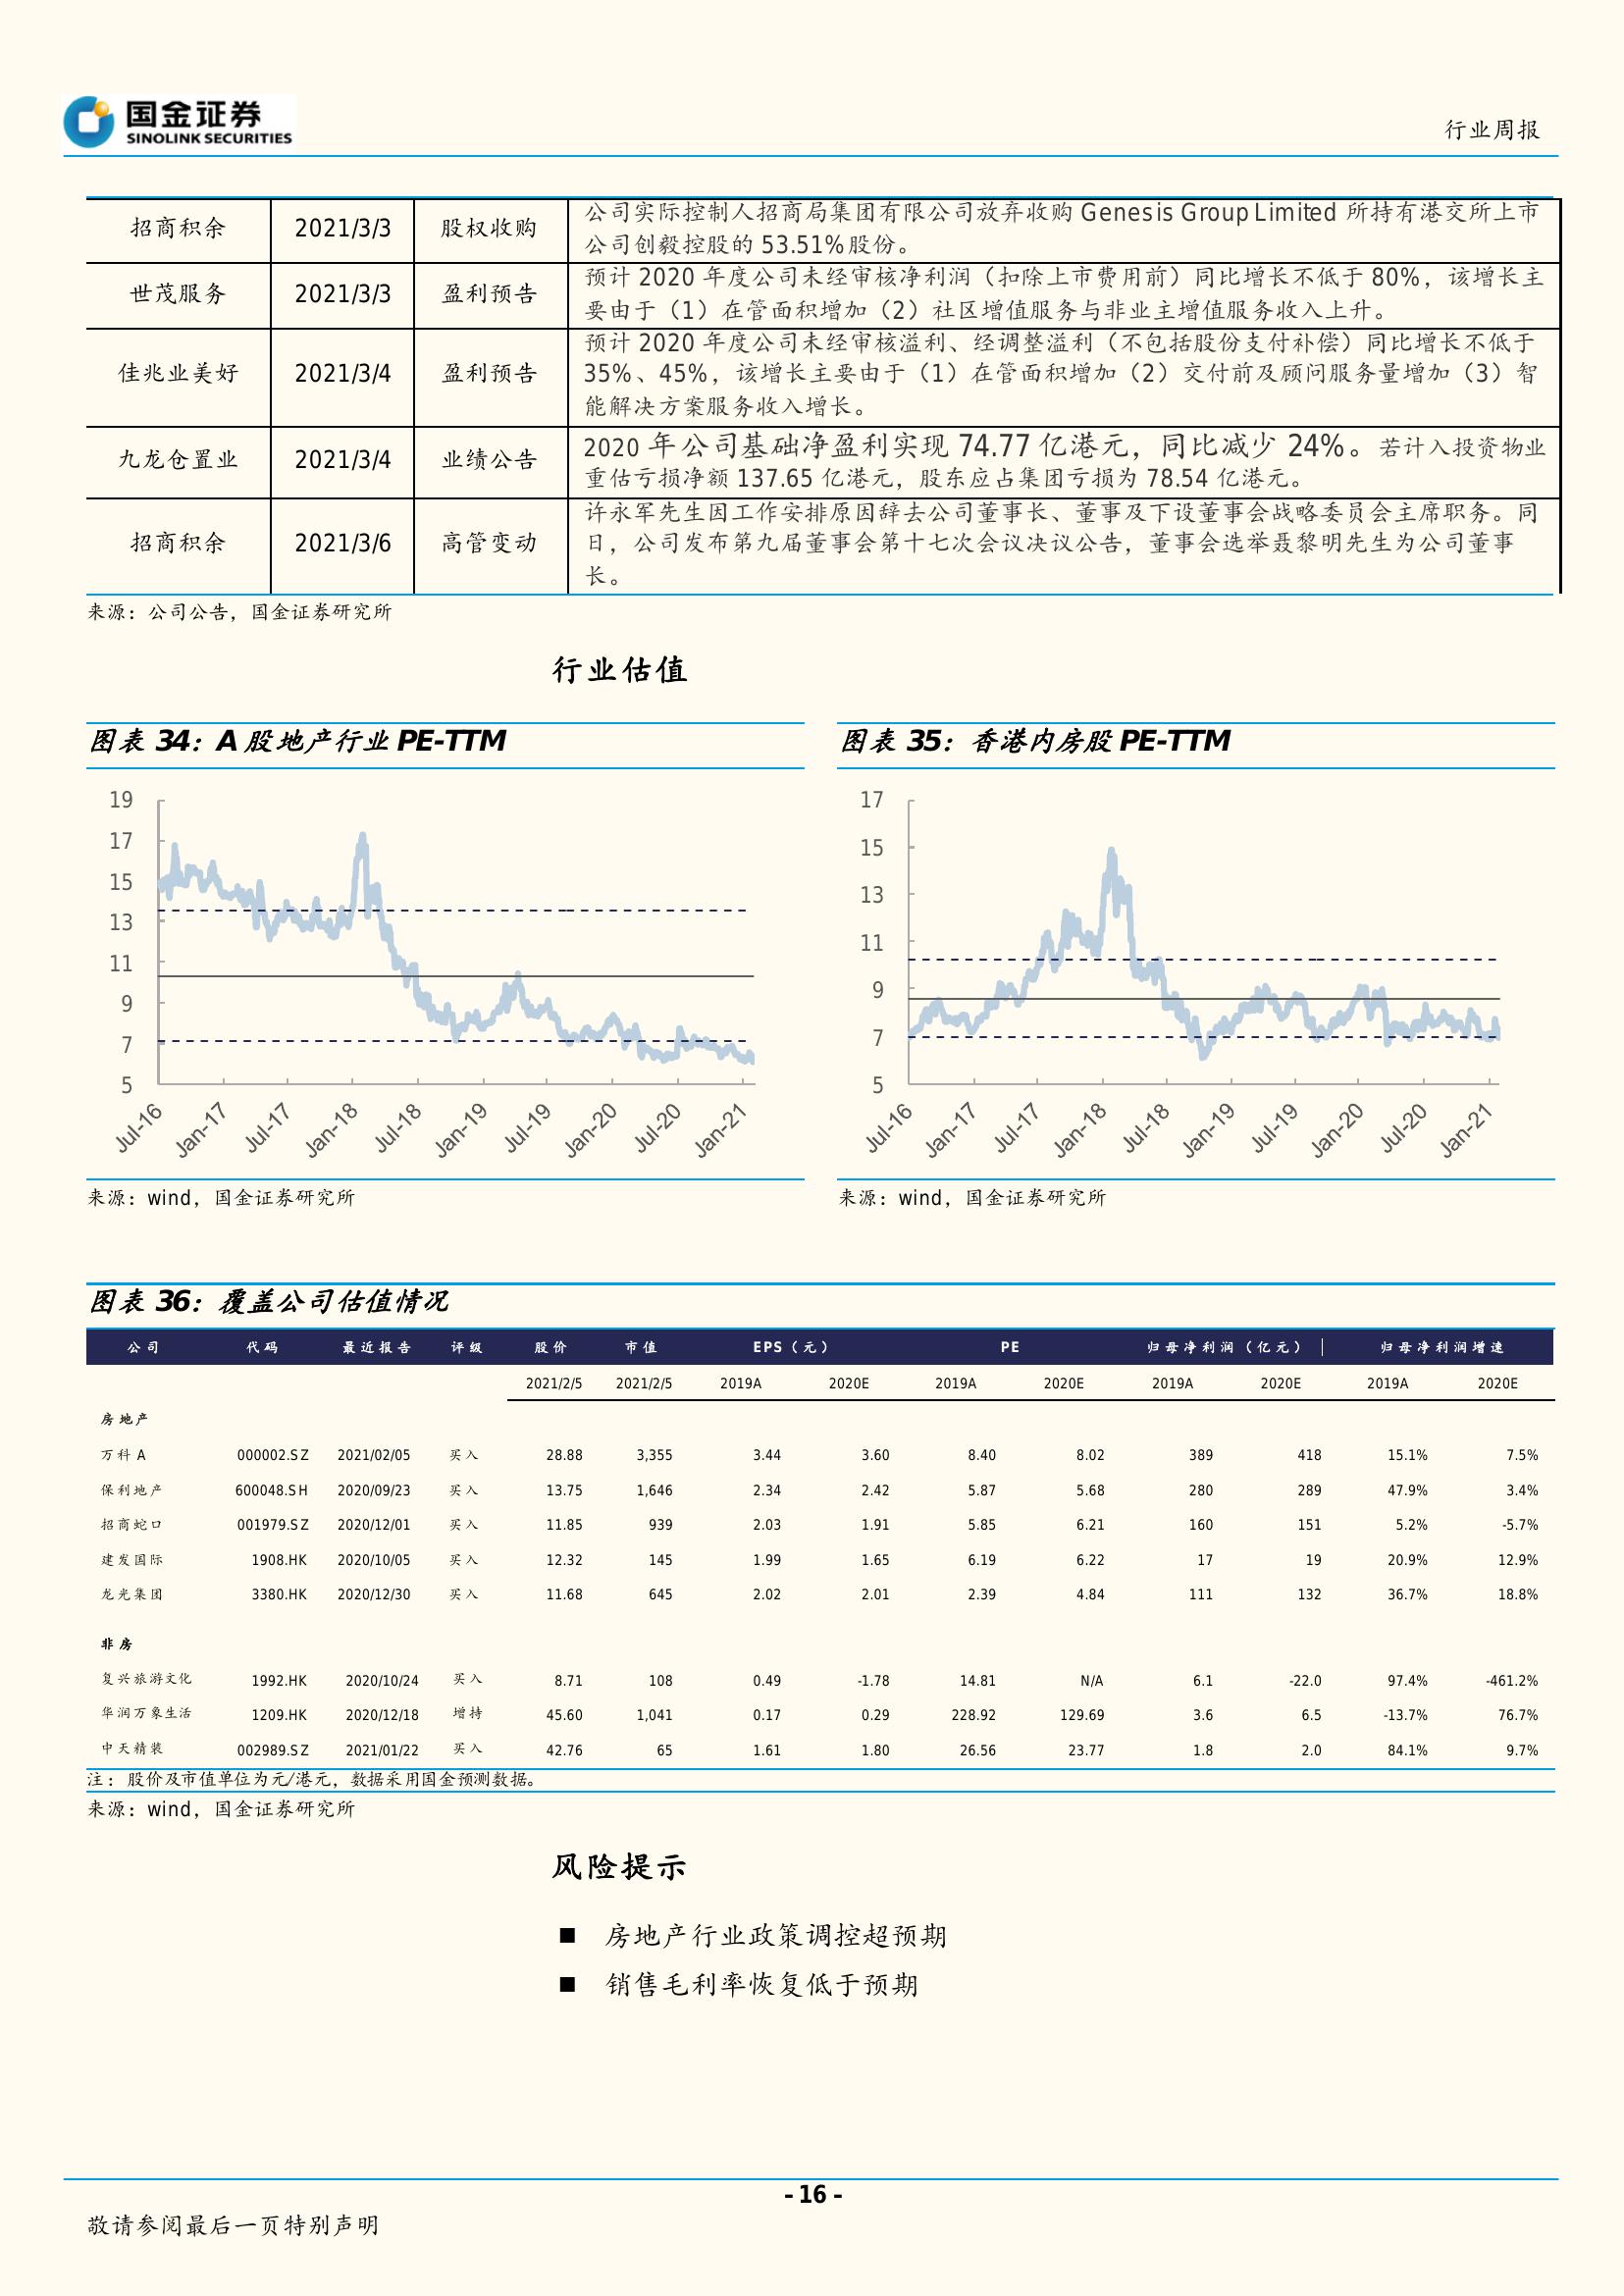 国金证券
SINOLINK SECURITIES
行业周报
招商积余 2021/3/3 股权收购 公司实际控制人招商局集团有限公司放弃收购 Genesis Group Limited 所持有港交所上市
公司创毅控股的 53.51%股份。
世茂服务 2021/3/3 盈利预告 预计 2020 年度公司未经审核净利润（扣除上市费用前）同比增长不低于 80%，该增长主
要由于（1）在管面积增加（2）社区增值服务与非业主增值服务收入上升。
佳兆业美好 2021/3/4 盈利预告 预计 2020 年度公司未经审核溢利、经调整溢利（不包括股份支付补偿）同比增长不低于
35%、45%，该增长主要由于（1）在管面积增加（2）交付前及顾问服务量增加（3）智
能解决方案服务收入增长。
九龙仓置业 2021/3/4 业绩公告 2020 年公司基础净盈利实现 74.77 亿港元，同比减少 24%。若计入投资物业
重估亏损净额 137.65 亿港元，股东应占集团亏损为 78.54 亿港元。
招商积余 2021/3/6 高管变动 许永军先生因工作安排原因辞去公司董事长、董事及下设董事会战略委员会主席职务。同
日，公司发布第九届董事会第十七次会议决议公告，董事会选举聂黎明先生为公司董事
长。
来源：公司公告，国金证券研究所
行业估值
图表 34：A 股地产行业 PE-TTM
19
17
15
13
11
9
7
5
Jul-16 Jan-17 Jul-17 Jan-18 Jul-18 Jan-19 Jul-19 Jan-20 Jul-20 Jan-21
来源：wind，国金证券研究所
图表 35：香港内房股 PE-TTM
17
15
13
11
9
7
5
Jul-16 Jan-17 Jul-17 Jan-18 Jul-18 Jan-19 Jul-19 Jan-20 Jul-20 Jan-21
来源：wind，国金证券研究所
图表 36：覆盖公司估值情况
公司 代码 最近报告 评级 股价 市值 EPS（元） PE 归母净利润（亿元） 归母净利润增速
2021/2/5 2021/2/5 2019A 2020E 2019A 2020E 2019A 2020E 2019A 2020E
房地产
万科 A 000002.SZ 2021/02/05 买入 28.88 3,355 3.44 3.60 8.40 8.02 389 418 15.1% 7.5%
保利地产 600048.SH 2020/09/23 买入 13.75 1,646 2.34 2.42 5.87 5.68 280 289 47.9% 3.4%
招商蛇口 001979.SZ 2020/12/01 买入 11.85 939 2.03 1.91 5.85 6.21 160 151 5.2% -5.7%
建发国际 1908.HK 2020/10/05 买入 12.32 145 1.99 1.65 6.19 6.22 17 19 20.9% 12.9%
龙光集团 3380.HK 2020/12/30 买入 11.68 645 2.02 2.01 2.39 4.84 111 132 36.7% 18.8%
非房
复兴旅游文化 1992.HK 2020/10/24 买入 8.71 108 0.49 -1.78 14.81 N/A 6.1 -22.0 97.4% -461.2%
华润万象生活 1209.HK 2020/12/18 增持 45.60 1,041 0.17 0.29 228.92 129.69 3.6 6.5 -13.7% 76.7%
中天精装 002989.SZ 2021/01/22 买入 42.76 65 1.61 1.80 26.56 23.77 1.8 2.0 84.1% 9.7%
注：股价及市值单位为元/港元，数据采用国金预测数据。
来源：wind，国金证券研究所
风险提示
■ 房地产行业政策调控超预期
■ 销售毛利率恢复低于预期
- 16 -
敬请参阅最后一页特别声明